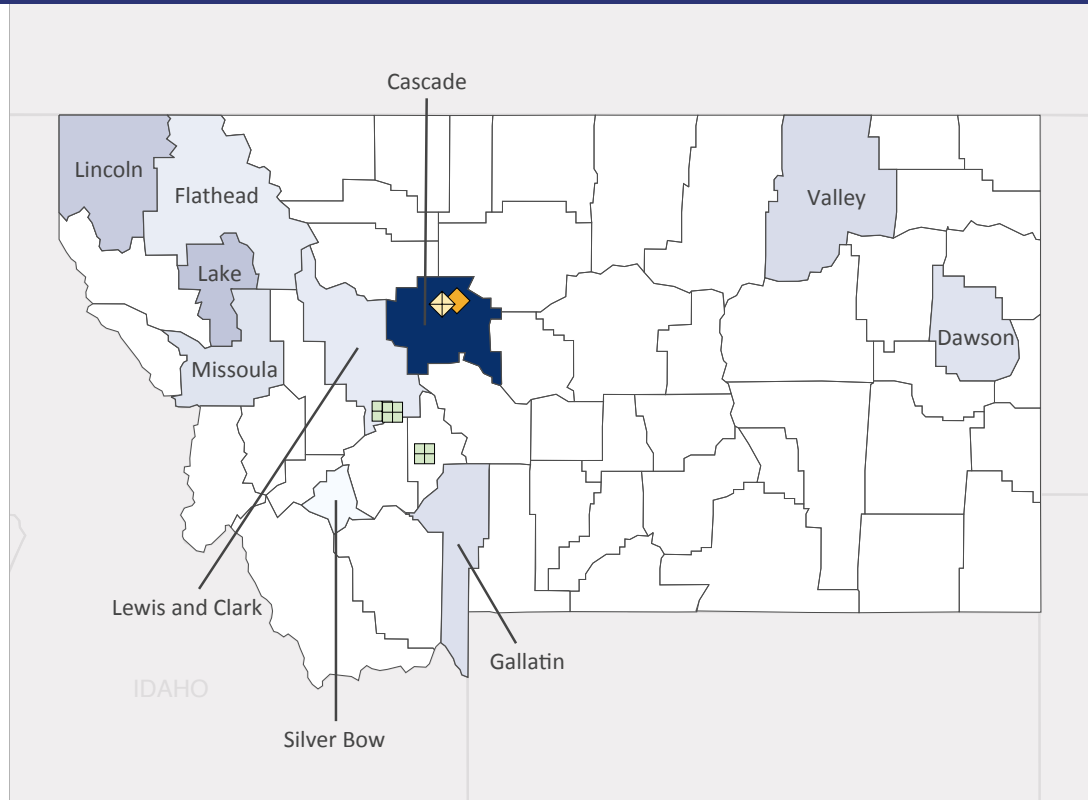 Cascade
Lincoln
Flathead
Valley
Lake
Dawson
Missoula
Lewis and Clark
Gallatin
IDAHO
Silver Bow